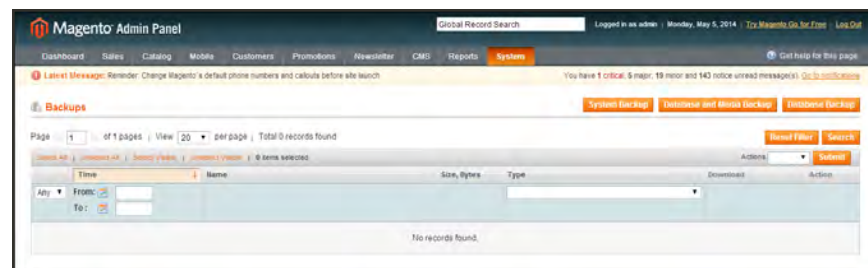 Magento Admin Panel
Global Record Search
Logged in as admin | Monday, May 5, 2014 | Try Magento Go for Free | Log Out
Dashboard Sales Catalog Mobile Customers Promotions Newsletter CMS Reports System
Get help for this page
Latest Message: Reminder: Change Magento's default phone numbers and callouts before site launch
You have 1 critical, 5 major, 19 minor and 143 notice unread message(s). Go to notifications
Backups
System Backup Database and Media Backup Database Backup
Page 1 of 1 pages | View 20 per page | Total 0 records found
Reset Filter Search
Select All | Unselect All | Select Visible | Unselect Visible | 0 items selected
Actions Submit
Time Name Size, Bytes Type Download Action
Any From:
To :
No records found.